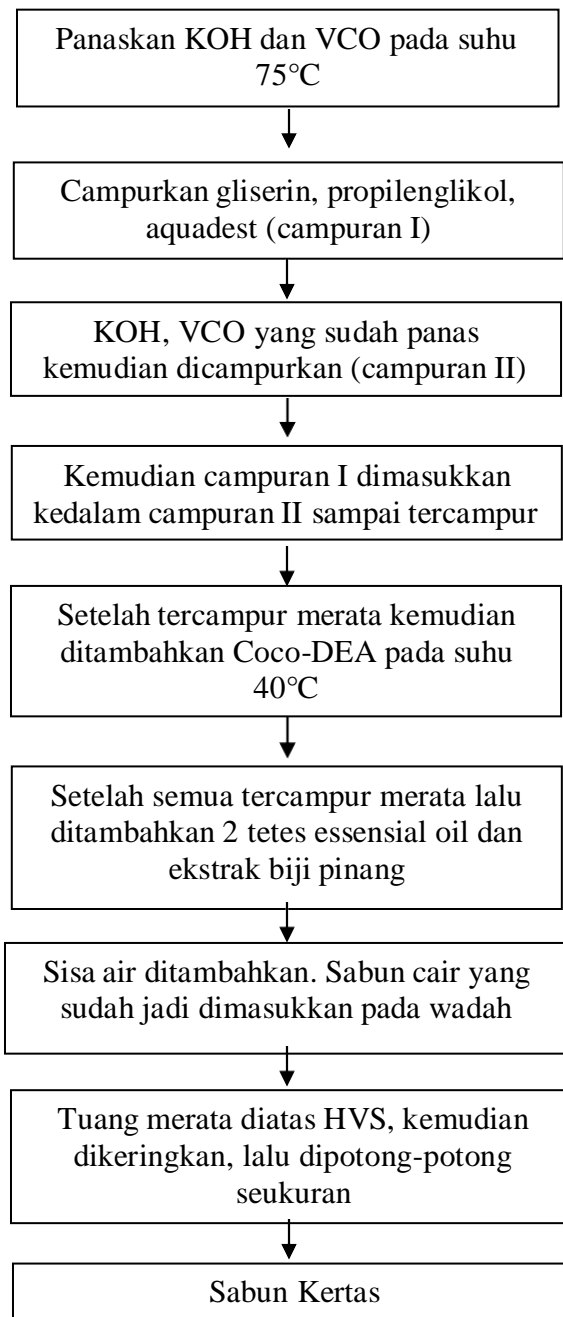 Panaskan KOH dan VCO pada suhu
75°C
Campurkan gliserin, propilenglikol,
aquadest (campuran I)
KOH, VCO yang sudah panas
kemudian dicampurkan (campuran II)
Kemudian campuran I dimasukkan
kedalam campuran II sampai tercampur
Setelah tercampur merata kemudian
ditambahkan Coco-DEA pada suhu
40°C
Setelah semua tercampur merata lalu
ditambahkan 2 tetes essensial oil dan
ekstrak biji pinang
Sisa air ditambahkan. Sabun cair yang
sudah jadi dimasukkan pada wadah
Tuang merata diatas HVS, kemudian
dikeringkan, lalu dipotong-potong
seukuran
Sabun Kertas